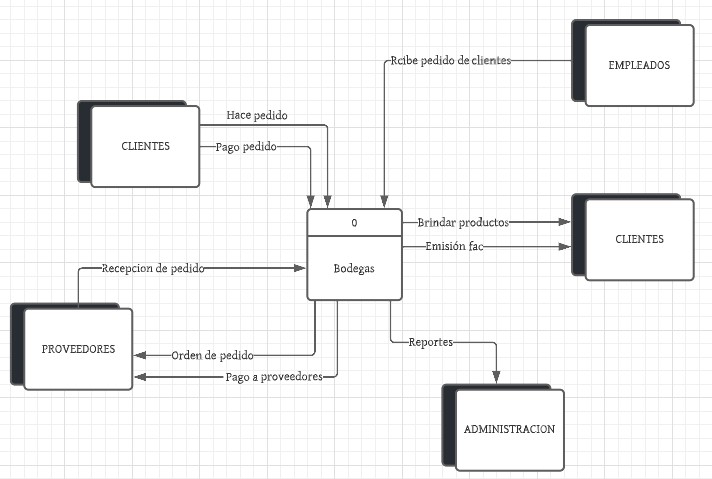 Rcibe pedido de clientes
EMPLEADOS
Hace pedido
CLIENTES
Pago pedido
0
Brindar productos
CLIENTES
Emisión fac
Bodegas
Recepcion de pedido
PROVEEDORES
Orden de pedido
Reportes
Pago a proveedores
ADMINISTRACION